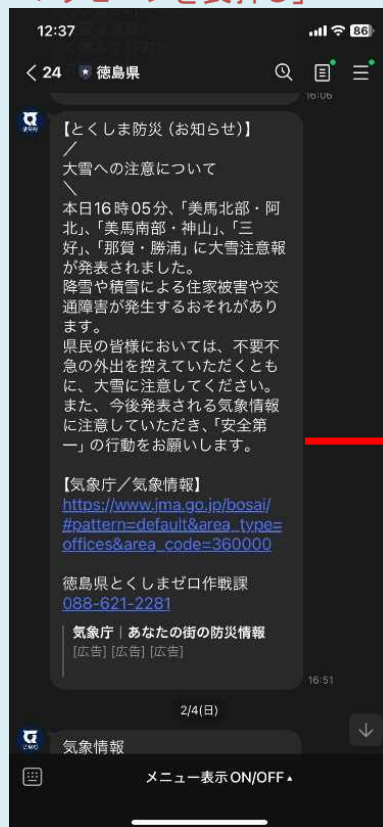 12:37
86
24 徳島県
16:06
【とくしま防災（お知らせ）】
／
大雪への注意について
＼
本日16時05分、「美馬北部・阿
北」、「美馬南部・神山」、「三
好」、「那賀・勝浦」に大雪注意報
が発表されました。
降雪や積雪による住家被害や交
通障害が発生するおそれがあり
ます。
県民の皆様においては、不要不
急の外出を控えていただくとも
に、大雪に注意してください。
また、今後発表される気象情報
に注意していただき、「安全第
一」の行動をお願いします。
【気象庁／気象情報】
https://www.jma.go.jp/bosai/
#pattern=default&area_type=
offices&area_code=360000
徳島県とくしまゼロ作戦課
088-621-2281
気象庁｜あなたの街の防災情報
[広告] [広告] [広告]
16:51
2/4(日)
気象情報
メニュー表示ON/OFF▲